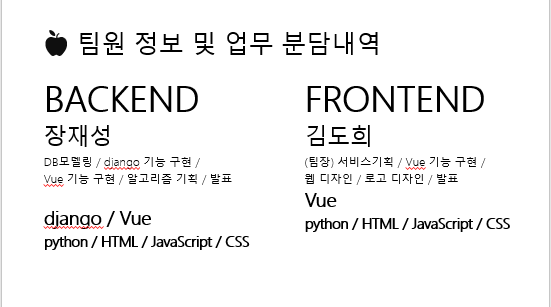 팀원 정보 및 업무 분담내역
BACKEND
장재성
DB모델링 / django 기능 구현 /
Vue 기능 구현 / 알고리즘 기획 / 발표
django / Vue
python / HTML / JavaScript / CSS
FRONTEND
김도희
(팀장) 서비스기획 / Vue 기능 구현 /
웹 디자인 / 로고 디자인 / 발표
Vue
python / HTML / JavaScript / CSS